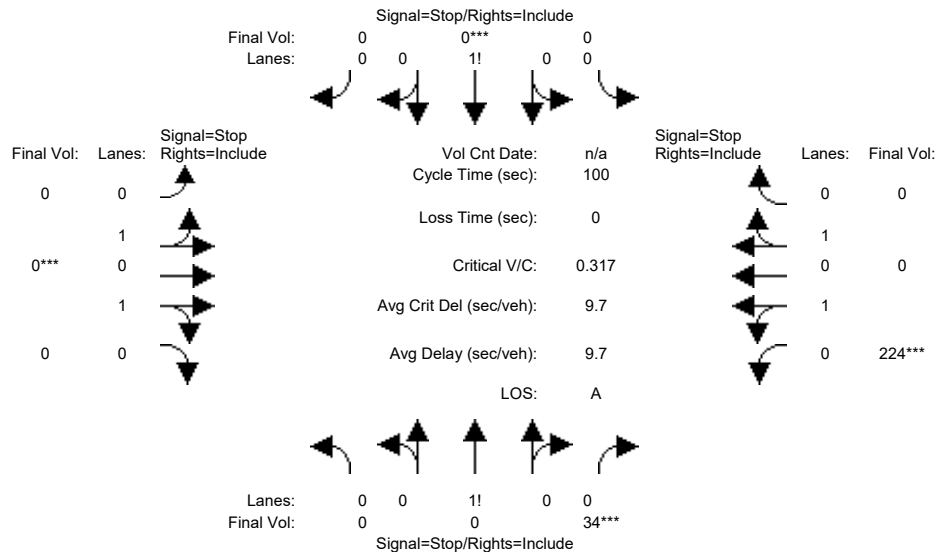 Signal=Stop/Rights=Include
Final Vol: 0 0*** 0
Lanes: 0 0 1! 0 0
Signal=Stop Signal=Stop
Final Vol: Lanes: Rights=Include Vol Cnt Date: n/a Rights=Include Lanes: Final Vol:
Cycle Time (sec): 100
0 0 0 0
Loss Time (sec): 0
1 1
0*** 0 Critical V/C: 0.317 0 0
1 Avg Crit Del (sec/veh): 9.7 1
0 0 Avg Delay (sec/veh): 9.7 0 224***
LOS: A
Lanes: 0 0 1! 0 0
Final Vol: 0 0 34***
Signal=Stop/Rights=Include